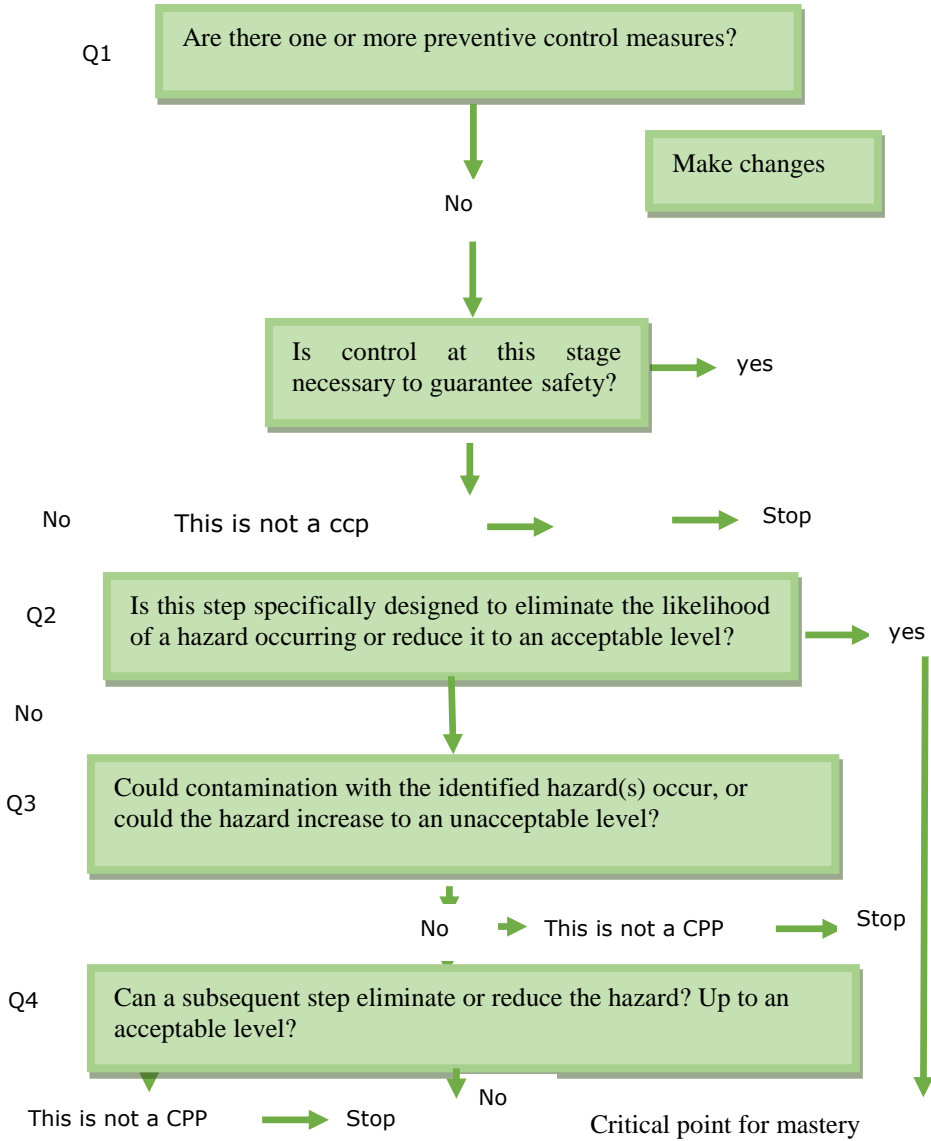 Q1
Are there one or more preventive control measures?
Make changes
No
Is control at this stage
necessary to guarantee safety?
yes
No
This is not a ccp
Stop
Q2
Is this step specifically designed to eliminate the likelihood
of a hazard occurring or reduce it to an acceptable level?
yes
No
Q3
Could contamination with the identified hazard(s) occur, or
could the hazard increase to an unacceptable level?
No
This is not a CPP
Stop
Q4
Can a subsequent step eliminate or reduce the hazard? Up to an
acceptable level?
No
This is not a CPP
Stop
Critical point for mastery